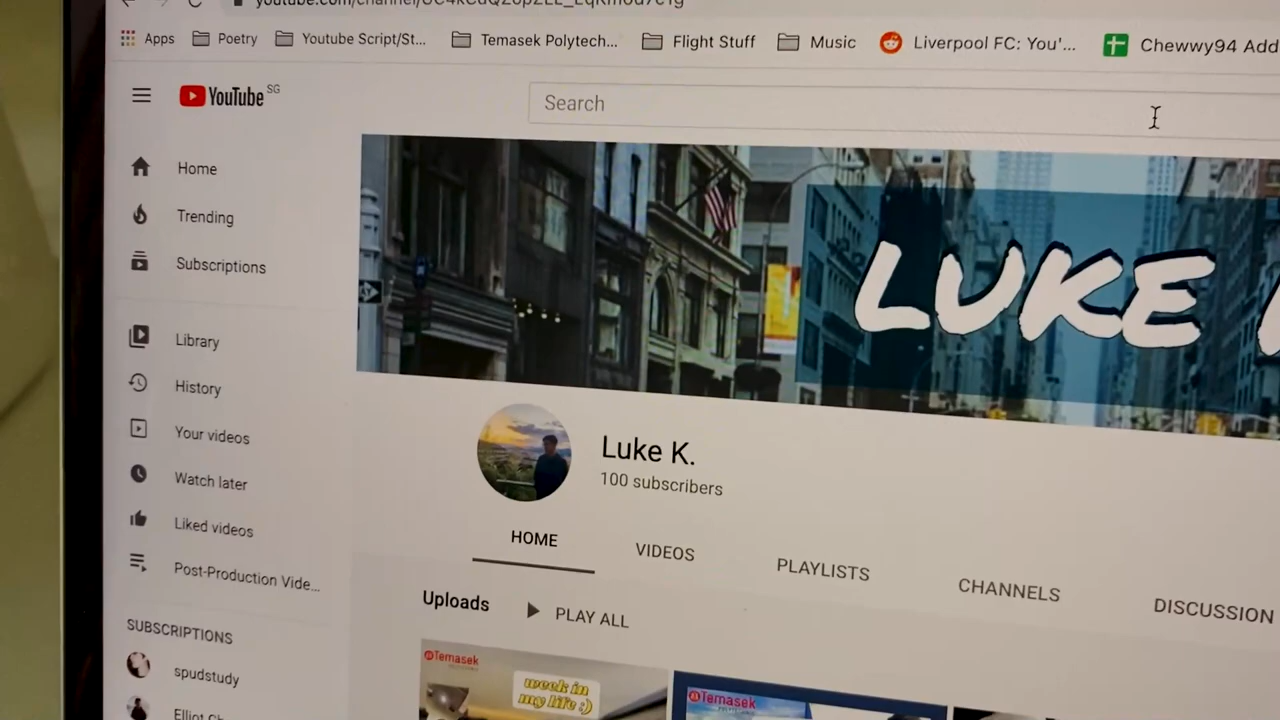 Apps Poetry Youtube Script/St... Temasek Polytech... Flight Stuff Music Liverpool FC: You'... Chewwy94 Add
YouTube SG
Search
Home
Trending
Subscriptions
Library
History
Your videos
Watch later
Liked videos
Post-Production Vide...
SUBSCRIPTIONS
spudstudy
LUKE
Luke K.
100 subscribers
HOME VIDEOS PLAYLISTS CHANNELS DISCUSSION
Uploads PLAY ALL
Temasek
week in
my life :)
Temasek